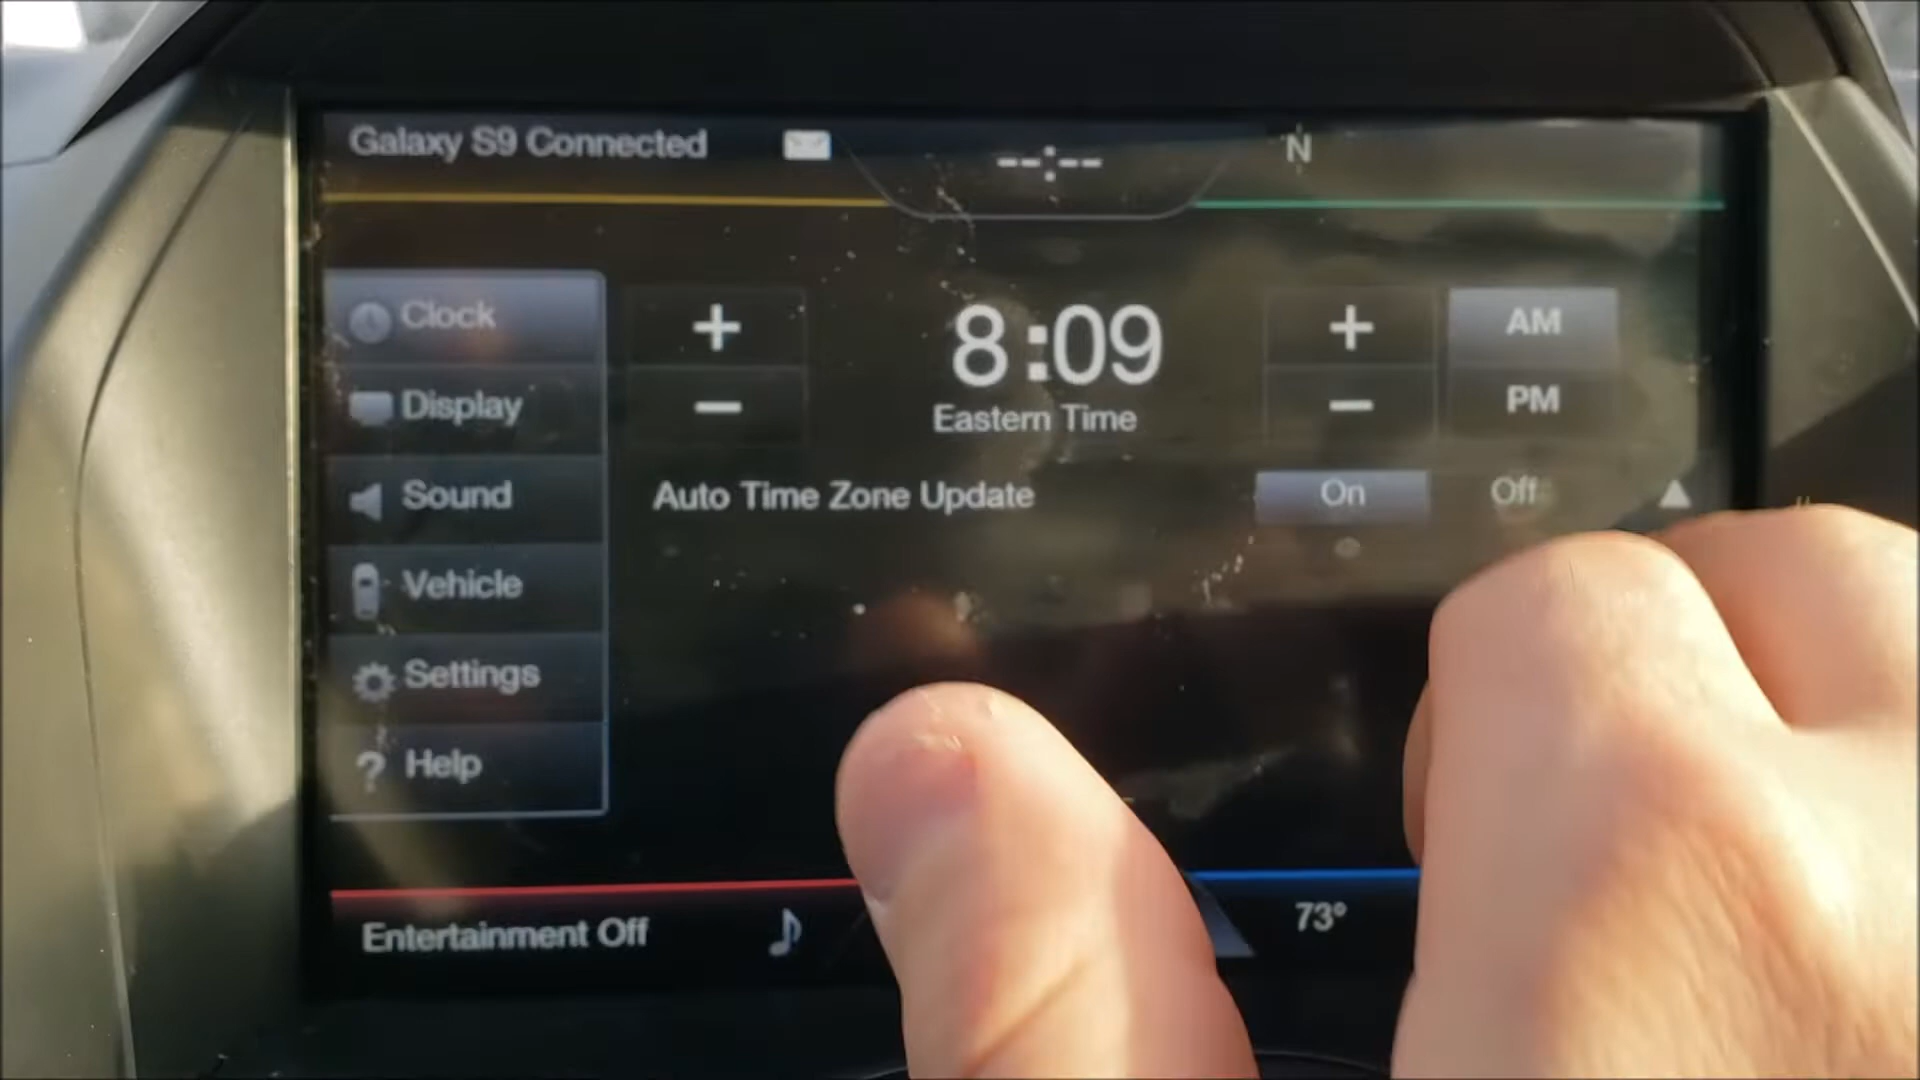 Galaxy S9 Connected
--:--
N
Clock
Display
Sound
Vehicle
Settings
? Help
+
-
8:09
Eastern Time
+
-
AM
PM
Auto Time Zone Update
On
Off
Entertainment Off
73°